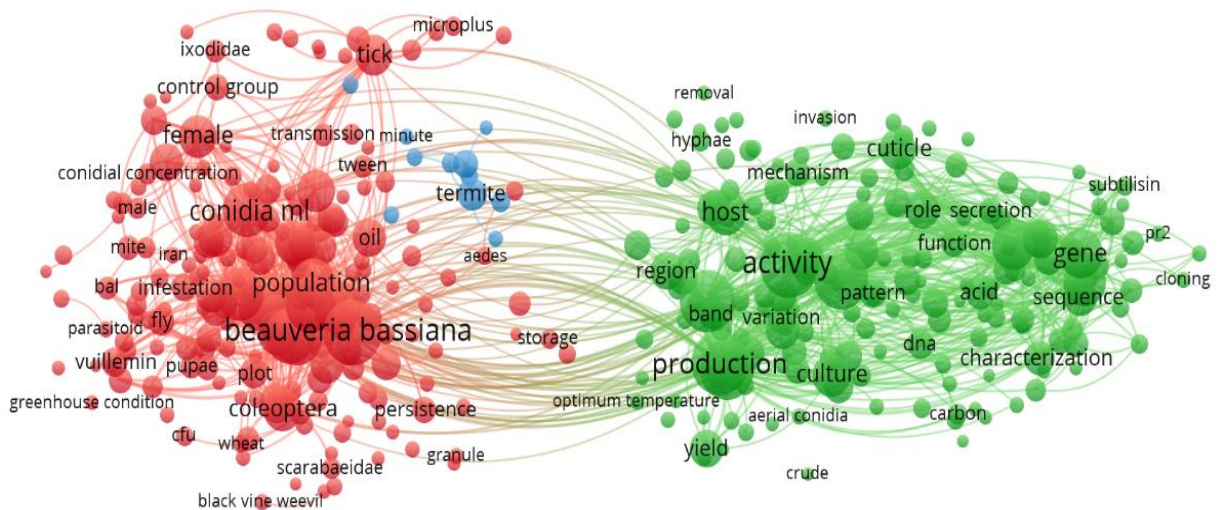 microplus
ixodidae
tick
control group
removal
female
transmission
minute
hyphae
invasion
cuticle
tween
conidial concentration
mechanism
termite
subtilisin
male
conidia ml
host
role
secretion
oil
pr2
mite
iran
aedes
function
gene
activity
region
cloning
bal
infestation
population
pattern
acid
sequence
fly
band
variation
parasitoid
beauveria bassiana
storage
dna
vuillemin
pupae
plot
production
culture
characterization
greenhouse condition
coleoptera
persistence
optimum temperature
aerial conidia
carbon
cfu
wheat
granule
yield
scarabaeidae
crude
black vine weevil